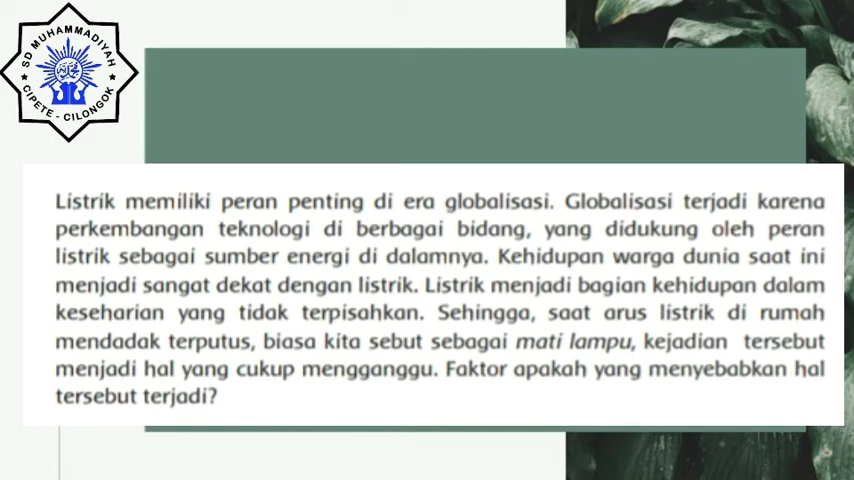 SD MUHAMMADIYAH
CIPETE - CILONGOK
Listrik memiliki peran penting di era globalisasi. Globalisasi terjadi karena
perkembangan teknologi di berbagai bidang, yang didukung oleh peran
listrik sebagai sumber energi di dalamnya. Kehidupan warga dunia saat ini
menjadi sangat dekat dengan listrik. Listrik menjadi bagian kehidupan dalam
keseharian yang tidak terpisahkan. Sehingga, saat arus listrik di rumah
mendadak terputus, biasa kita sebut sebagai mati lampu, kejadian tersebut
menjadi hal yang cukup mengganggu. Faktor apakah yang menyebabkan hal
tersebut terjadi?